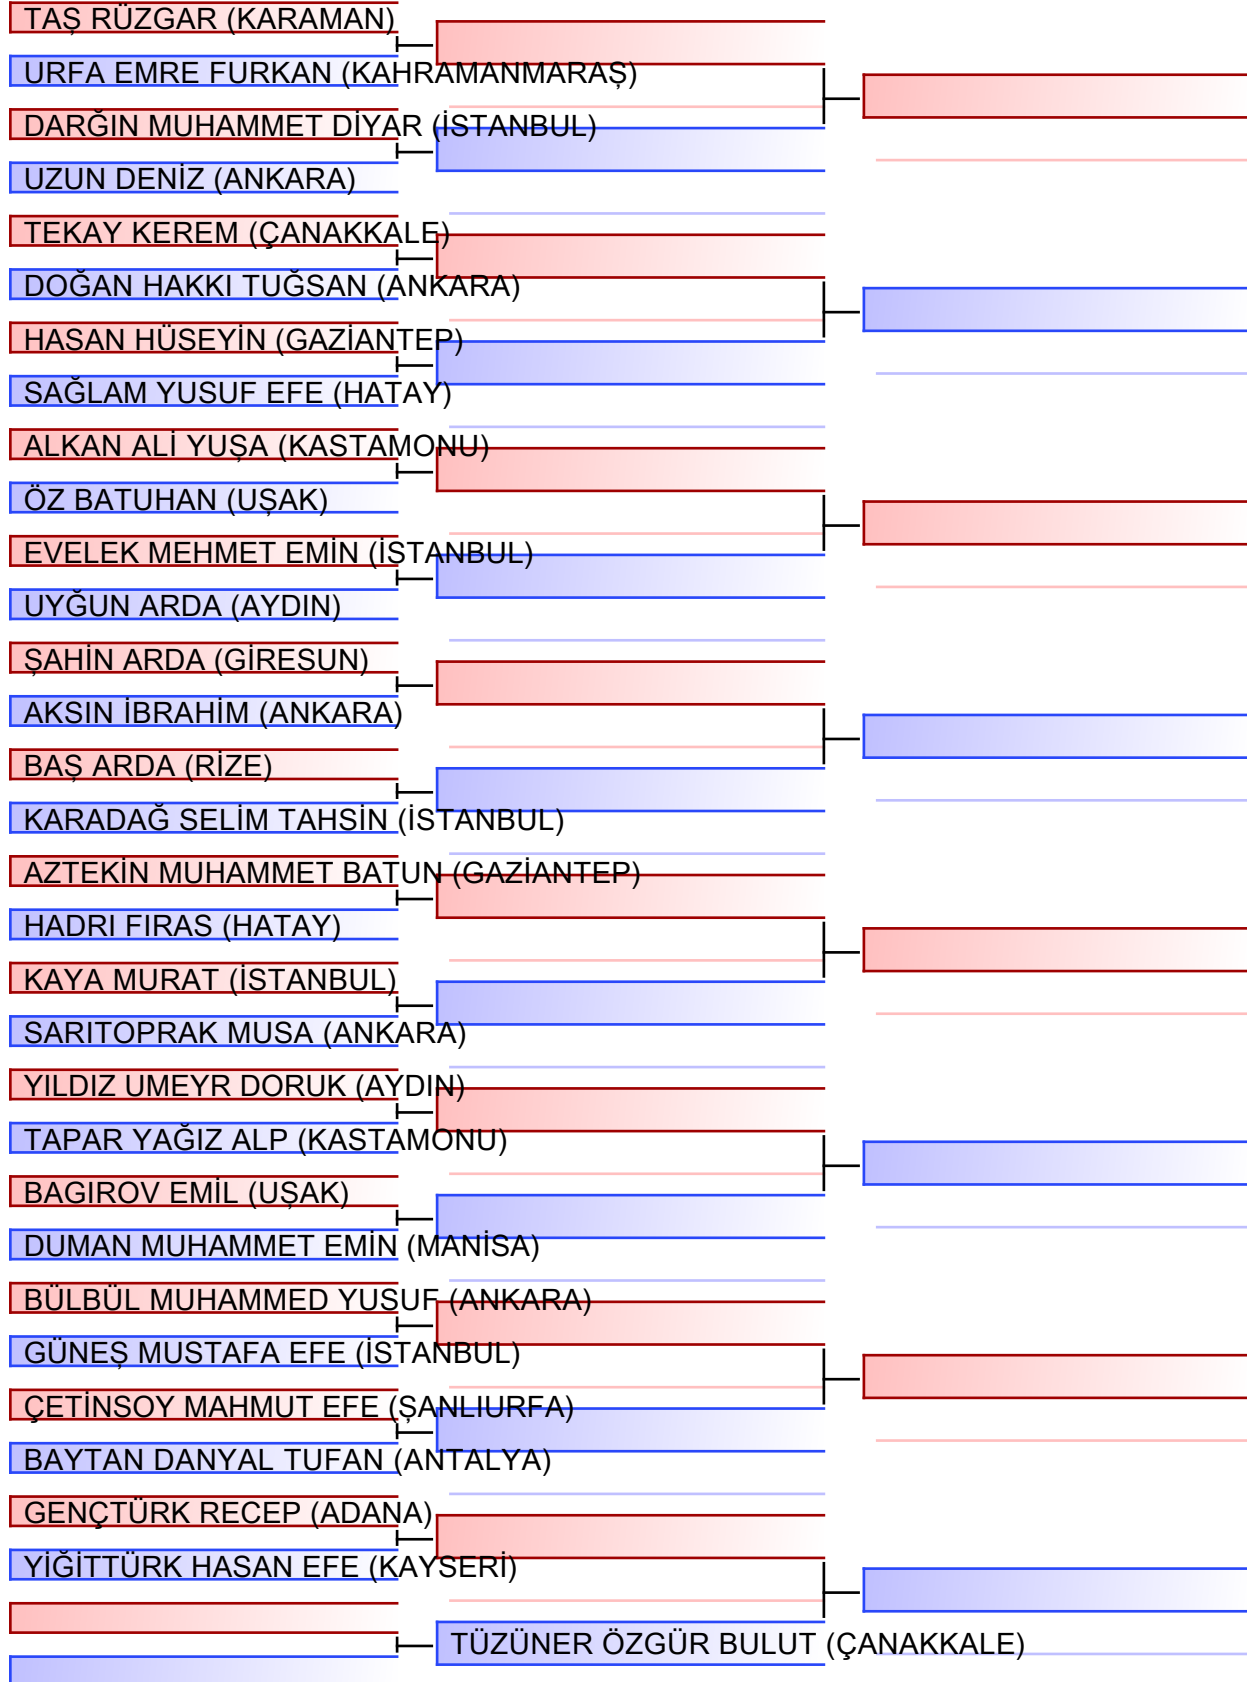 TAŞ RÜZGAR (KARAMAN)
URFA EMRE FURKAN (KAHRAMANMARAŞ)
DARĞIN MUHAMMET DİYAR (İSTANBUL)
UZUN DENİZ (ANKARA)
TEKAY KEREM (ÇANAKKALE)
DOĞAN HAKKI TUĞSAN (ANKARA)
HASAN HÜSEYİN (GAZİANTEP)
SAĞLAM YUSUF EFE (HATAY)
ALKAN ALİ YUŞA (KASTAMONU)
ÖZ BATUHAN (UŞAK)
EVELEK MEHMET EMİN (İSTANBUL)
UYĞUN ARDA (AYDIN)
ŞAHİN ARDA (GİRESUN)
AKSIN İBRAHİM (ANKARA)
BAŞ ARDA (RİZE)
KARADAĞ SELİM TAHSİN (İSTANBUL)
AZTEKİN MUHAMMET BATUN (GAZİANTEP)
HADRI FIRAS (HATAY)
KAYA MURAT (İSTANBUL)
SARITOPRAK MUSA (ANKARA)
YILDIZ UMEYR DORUK (AYDIN)
TAPAR YAĞIZ ALP (KASTAMONU)
BAGIROV EMİL (UŞAK)
DUMAN MUHAMMET EMİN (MANİSA)
BÜLBÜL MUHAMMED YUSUF (ANKARA)
GÜNEŞ MUSTAFA EFE (İSTANBUL)
ÇETİNSOY MAHMUT EFE (ŞANLIURFA)
BAYTAN DANYAL TUFAN (ANTALYA)
GENÇTÜRK RECEP (ADANA)
YİĞİTTÜRK HASAN EFE (KAYSERİ)
TÜZÜNER ÖZGÜR BULUT (ÇANAKKALE)